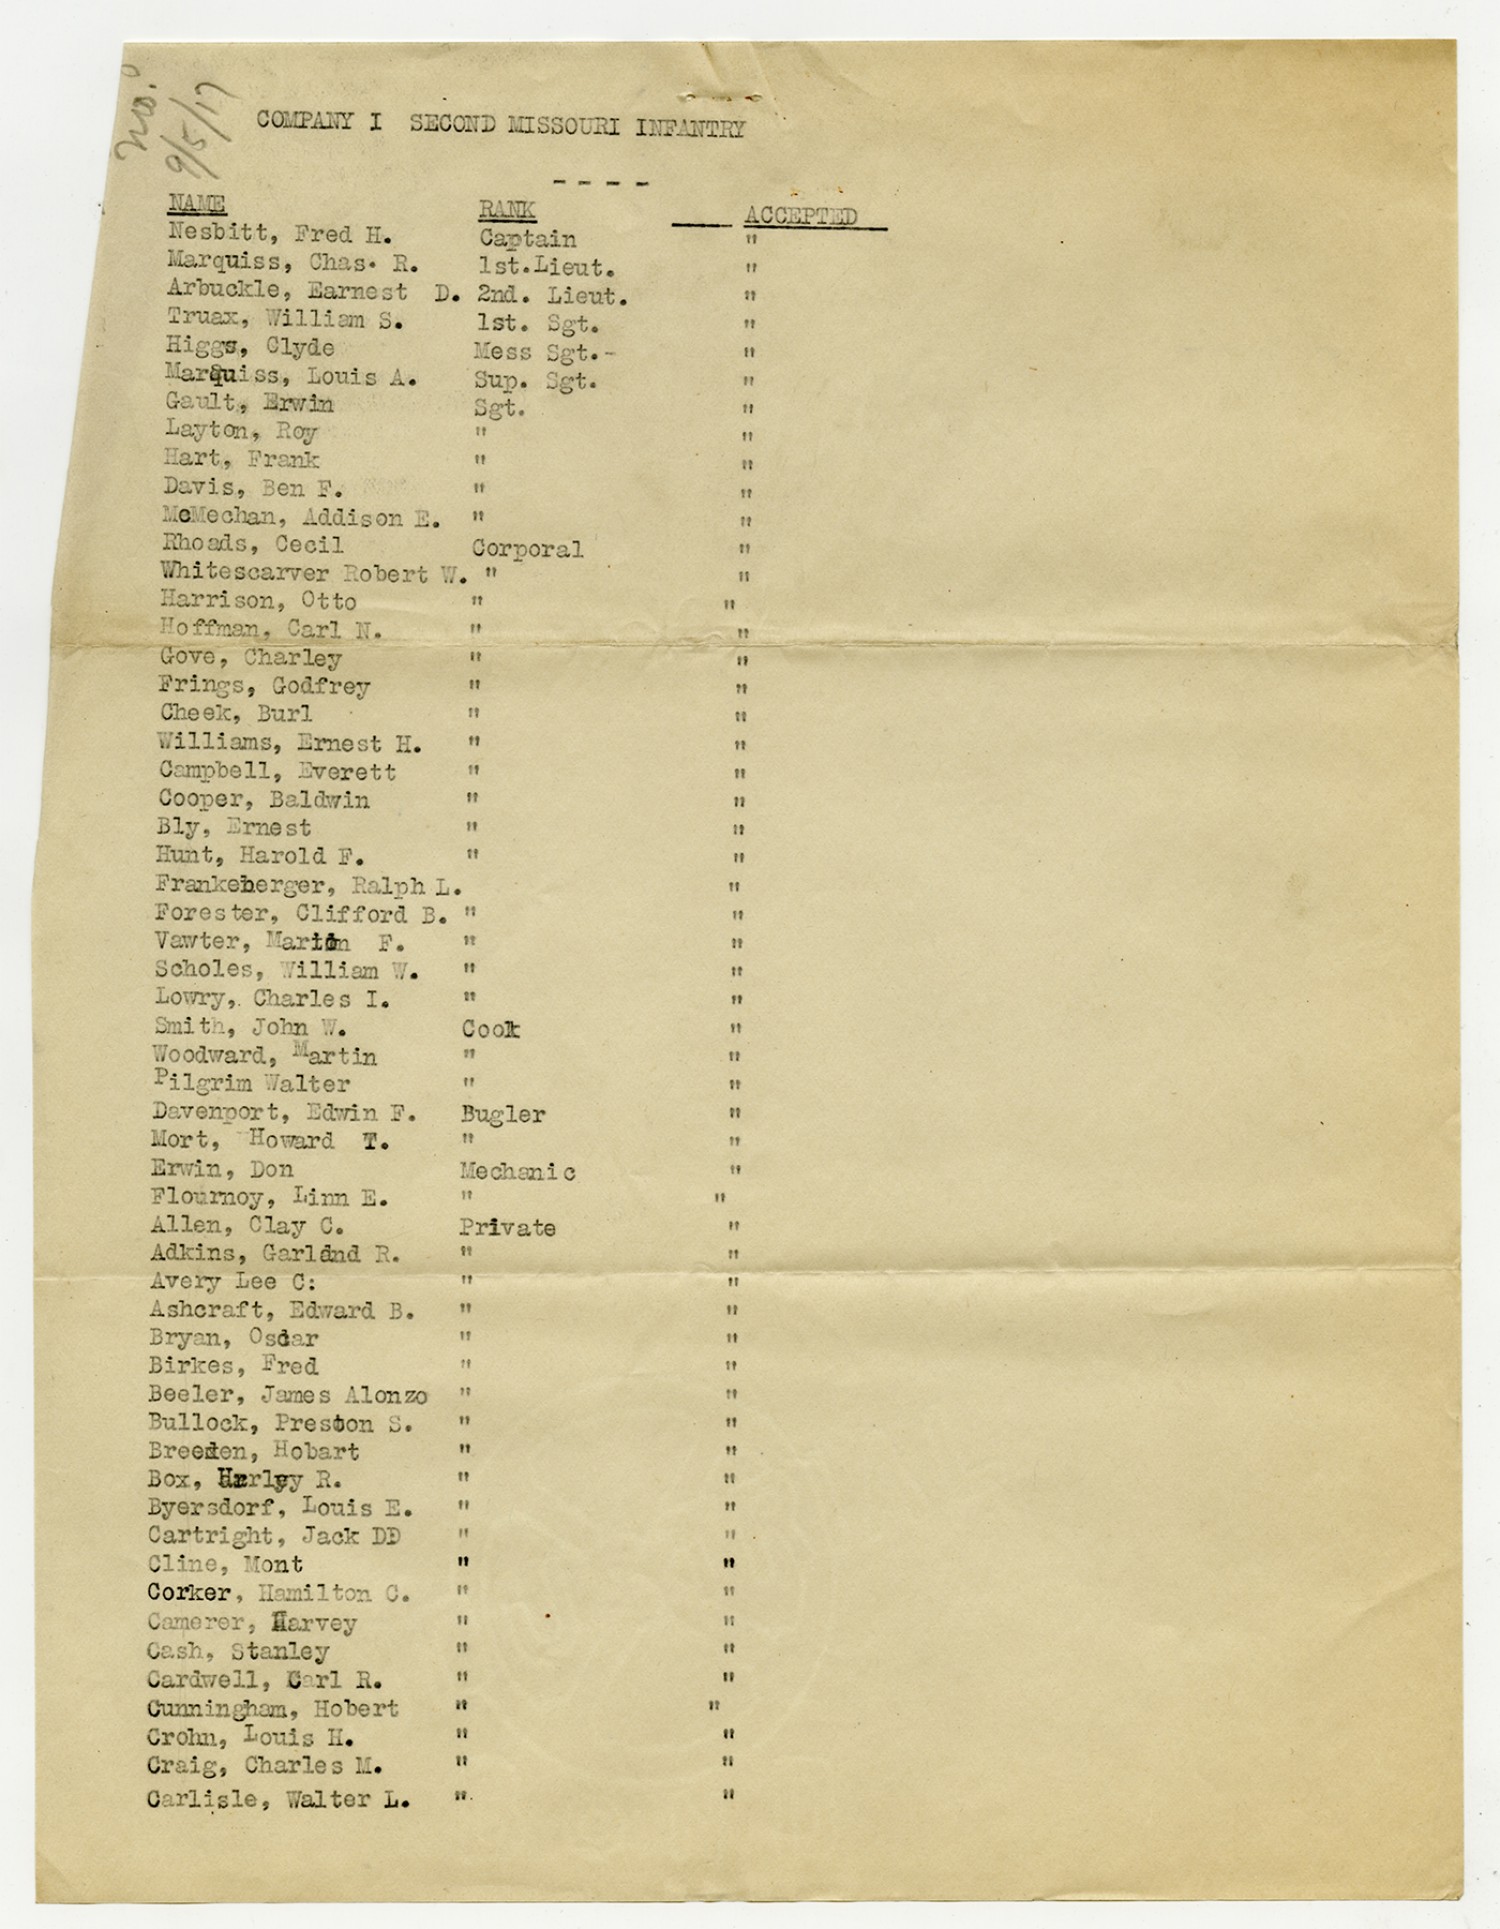 Mo.
9/5/17
COMPANY I SECOND MISSOURI INFANTRY
- - - -
NAME RANK ACCEPTED
Nesbitt, Fred H. Captain "
Marquiss, Chas. R. 1st.Lieut. "
Arbuckle, Earnest D. 2nd. Lieut. "
Truax, William S. 1st. Sgt. "
Higgs, Clyde Mess Sgt.- "
Marquiss, Louis A. Sup. Sgt. "
Gault, Erwin Sgt. "
Layton, Roy " "
Hart, Frank " "
Davis, Ben F. " "
McMechan, Addison E. " "
Rhoads, Cecil Corporal "
Whitescarver Robert W. " "
Harrison, Otto " "
Hoffman, Carl N. " "
Gove, Charley " "
Frings, Godfrey " "
Cheek, Burl " "
Williams, Ernest H. " "
Campbell, Everett " "
Cooper, Baldwin " "
Bly, Ernest " "
Hunt, Harold F. " "
Frankeberger, Ralph L. "
Forester, Clifford B. " "
Vawter, Marion F. " "
Scholes, William W. " "
Lowry, Charles I. " "
Smith, John W. Cook "
Woodward, Martin " "
Pilgrim Walter " "
Davenport, Edwin F. Bugler "
Mort, Howard T. " "
Erwin, Don Mechanic "
Flournoy, Linn E. " "
Allen, Clay C. Private "
Adkins, Garland R. " "
Avery Lee C: " "
Ashcraft, Edward B. " "
Bryan, Oscar " "
Birkes, Fred " "
Beeler, James Alonzo " "
Bullock, Preston S. " "
Breeden, Hobart " "
Box, Harley R. " "
Byersdorf, Louis E. " "
Cartright, Jack DD " "
Cline, Mont " "
Corker, Hamilton C. " "
Camerer, Harvey " "
Cash, Stanley " "
Cardwell, Carl R. " "
Cunningham, Hobert " "
Crohn, Louis H. " "
Craig, Charles M. " "
Carlisle, Walter L. " "